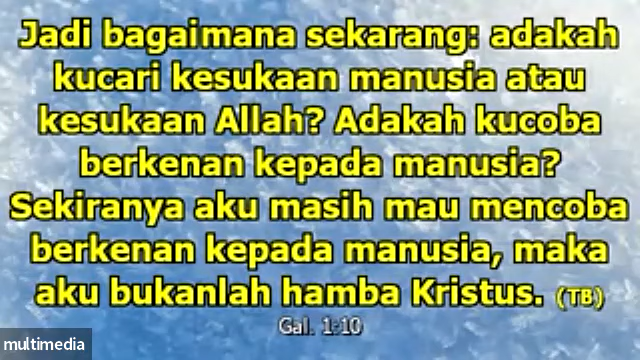 Jadi bagaimana sekarang: adakah
kucari kesukaan manusia atau
kesukaan Allah? Adakah kucoba
berkenan kepada manusia?
Sekiranya aku masih mau mencoba
berkenan kepada manusia, maka
aku bukanlah hamba Kristus. (TB)
Gal. 1:10
multimedia